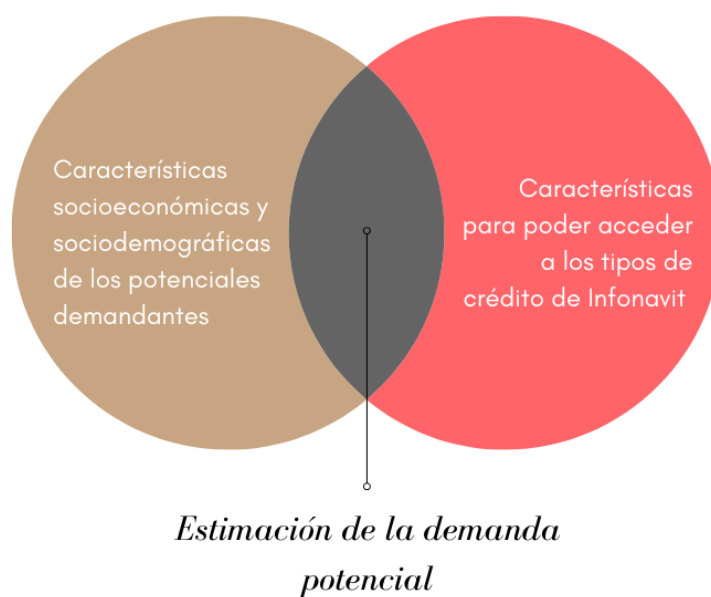 Características
socioeconómicas y
sociodemográficas
de los potenciales
demandantes
Características
para poder acceder
a los tipos de
crédito de Infonavit
Estimación de la demanda
potencial